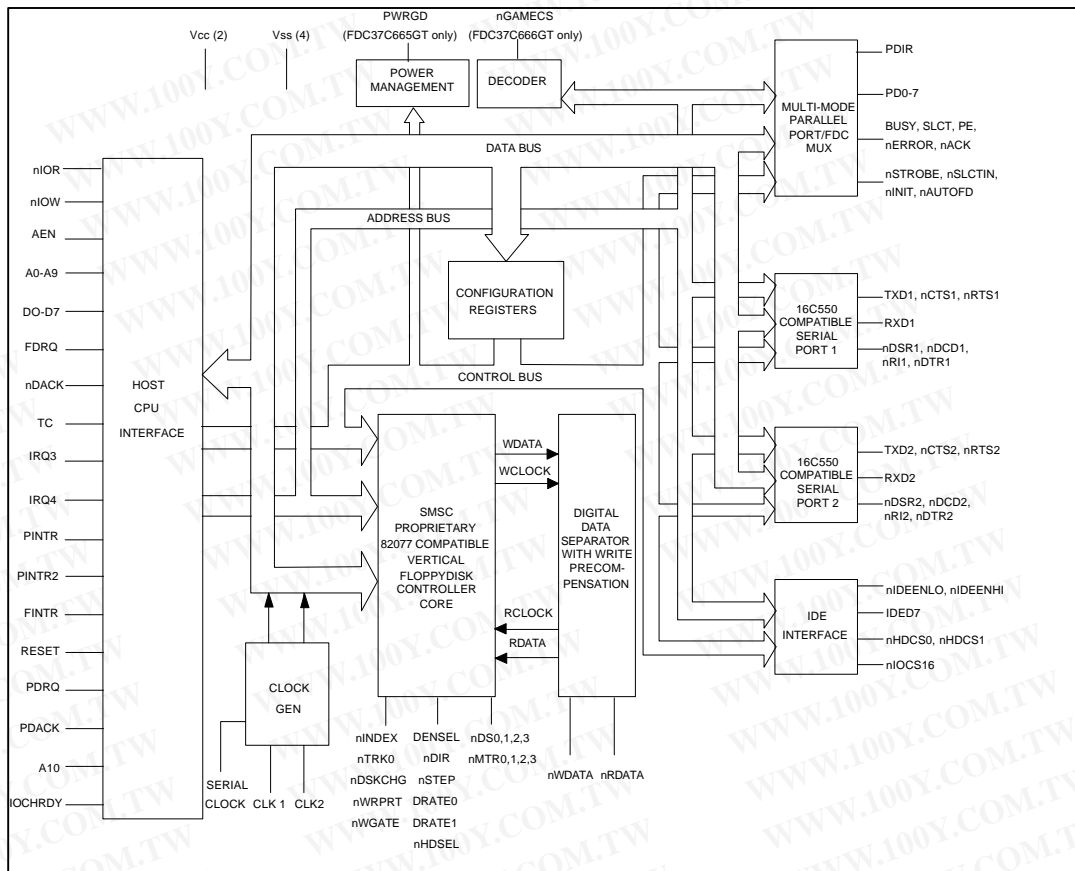 PWRGD
(FDC37C665GT only)
nGAMECS
(FDC37C666GT only)
Vcc (2)
Vss (4)
POWER
MANAGEMENT
DECODER
MULTI-MODE
PARALLEL
PORT/FDC
MUX
PDIR
PD0-7
BUSY, SLCT, PE,
nERROR, nACK
nSTROBE, nSLCTIN,
nINIT, nAUTOFD
DATA BUS
ADDRESS BUS
CONFIGURATION
REGISTERS
CONTROL BUS
nIOR
nIOW
AEN
A0-A9
DO-D7
FDRQ
nDACK
TC
IRQ3
IRQ4
PINTR
PINTR2
FINTR
RESET
PDRQ
PDACK
A10
IOCHRDY
HOST
CPU
INTERFACE
16C550
COMPATIBLE
SERIAL
PORT 1
TXD1, nCTS1, nRTS1
RXD1
nDSR1, nDCD1,
nRI1, nDTR1
16C550
COMPATIBLE
SERIAL
PORT 2
TXD2, nCTS2, nRTS2
RXD2
nDSR2, nDCD2,
nRI2, nDTR2
SMSC
PROPRIETARY
82077 COMPATIBLE
VERTICAL
FLOPPYDISK
CONTROLLER
CORE
WDATA
WCLOCK
RCLOCK
RDATA
DIGITAL
DATA
SEPARATOR
WITH WRITE
PRECOM-
PENSATION
IDE
INTERFACE
nIDEENLO, nIDEENHI
IDED7
nHDCS0, nHDCS1
nIOCS16
CLOCK
GEN
SERIAL
CLOCK
CLK 1
CLK2
nINDEX
nTRK0
nDSKCHG
nWRPRT
nWGATE
DENSEL
nDIR
nSTEP
DRATE0
DRATE1
nHDSEL
nDS0,1,2,3
nMTR0,1,2,3
nWDATA
nRDATA
WWW.100Y.COM.TW